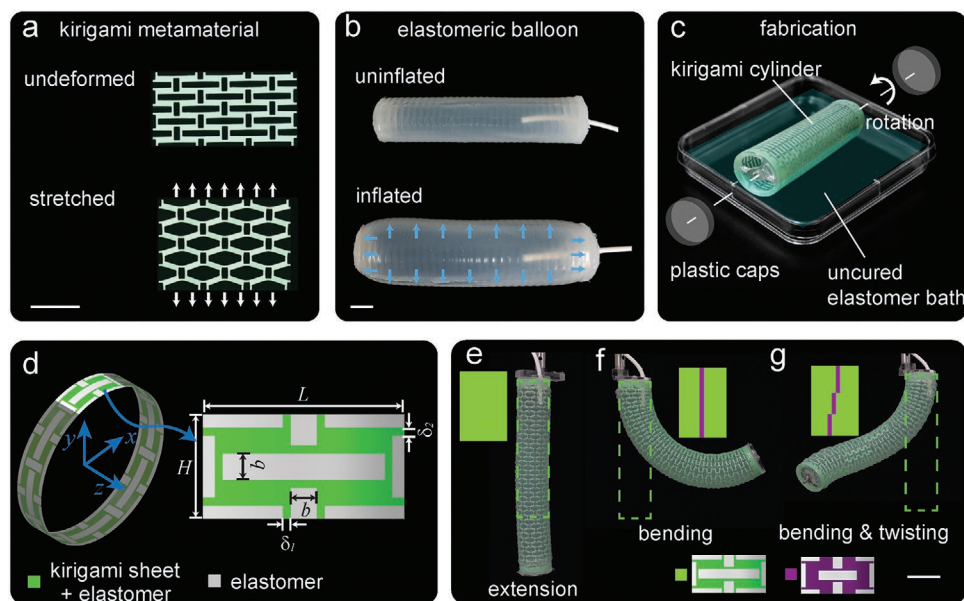 a
kirigami metamaterial
undeformed
stretched
b
elastomeric balloon
uninflated
inflated
c
fabrication
kirigami cylinder
rotation
plastic caps
uncured
elastomer bath
d
y
x
z
L
H
b
b
δ₂
δ₁
kirigami sheet
+ elastomer
elastomer
e
extension
f
bending
g
bending & twisting